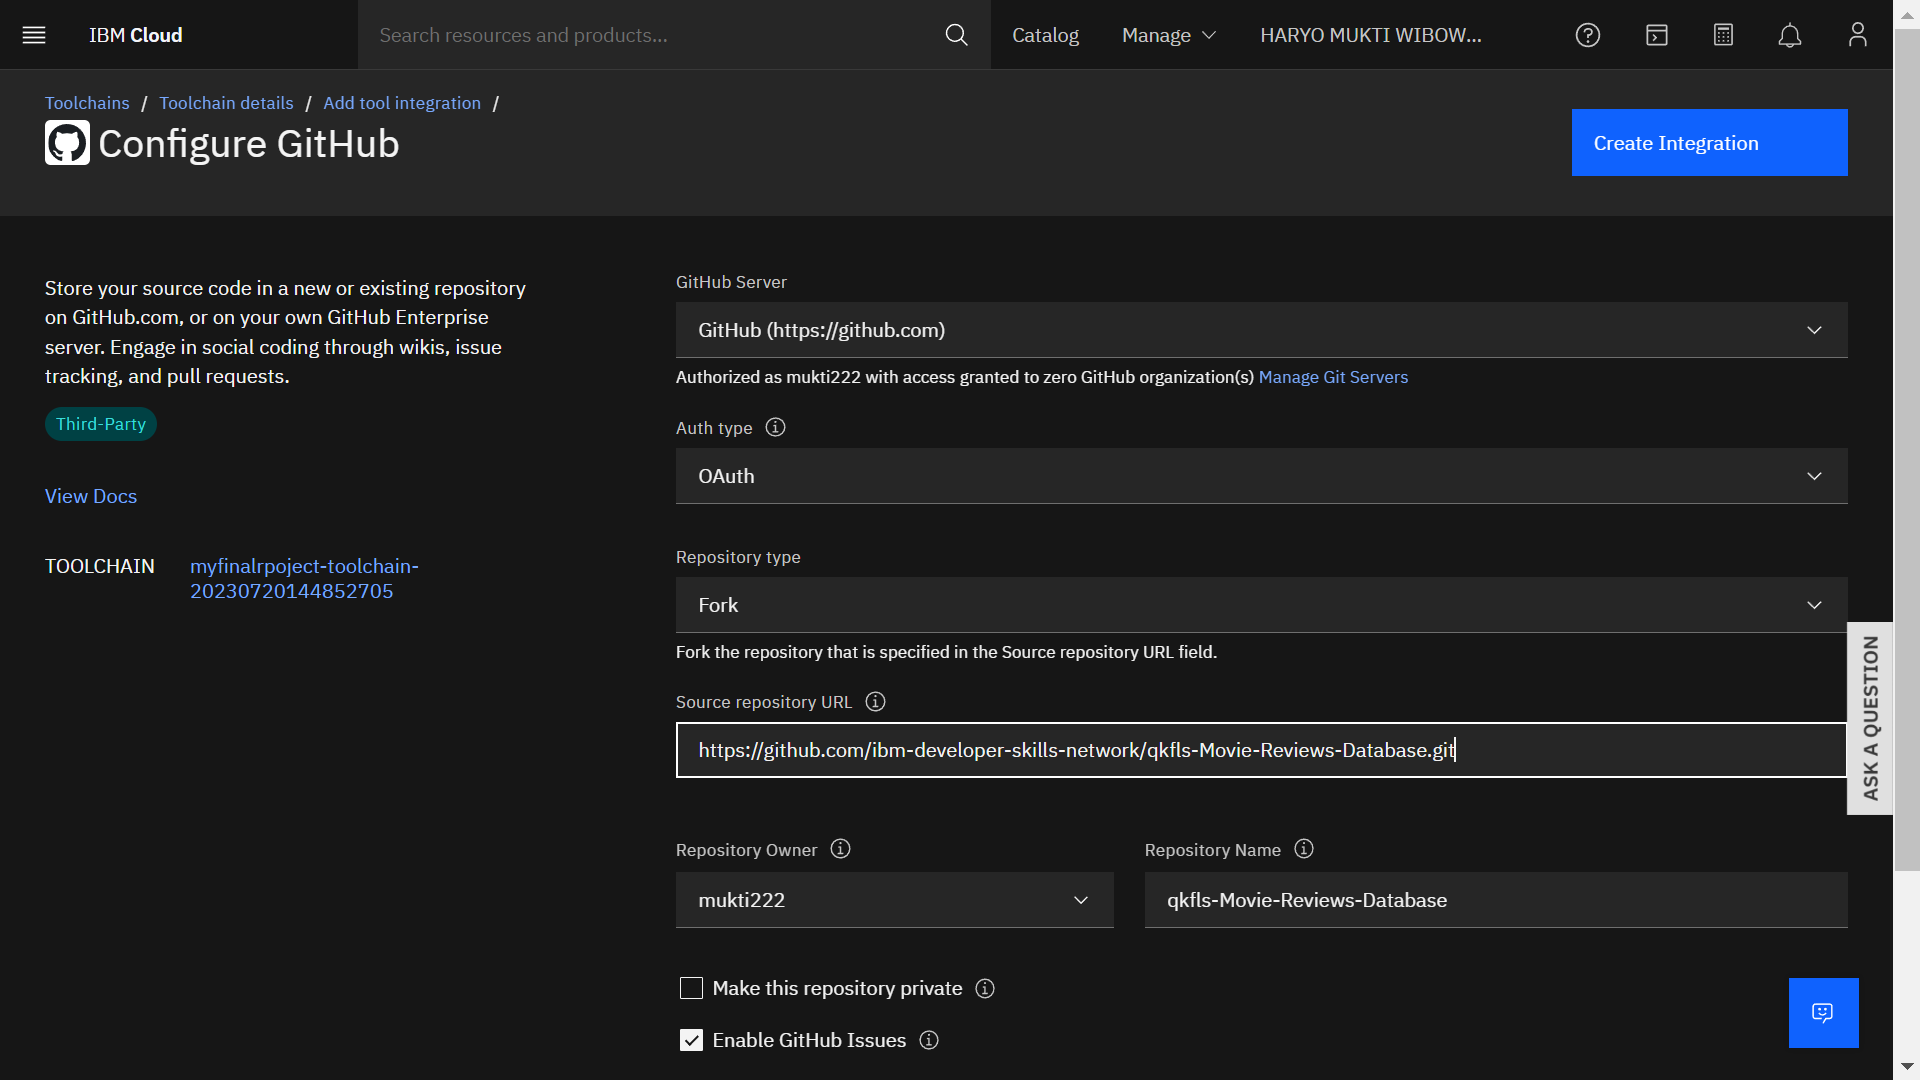 IBM Cloud
Search resources and products...
Catalog
Manage
HARYO MUKTI WIBOW...
Toolchains / Toolchain details / Add tool integration /
Configure GitHub
Create Integration
Store your source code in a new or existing repository
on GitHub.com, or on your own GitHub Enterprise
server. Engage in social coding through wikis, issue
tracking, and pull requests.
Third-Party
View Docs
TOOLCHAIN
myfinalrpoject-toolchain-
20230720144852705
GitHub Server
GitHub (https://github.com)
Authorized as mukti222 with access granted to zero GitHub organization(s) Manage Git Servers
Auth type
OAuth
Repository type
Fork
Fork the repository that is specified in the Source repository URL field.
Source repository URL
https://github.com/ibm-developer-skills-network/qkfls-Movie-Reviews-Database.git
Repository Owner
mukti222
Repository Name
qkfls-Movie-Reviews-Database
Make this repository private
Enable GitHub Issues
ASK A QUESTION